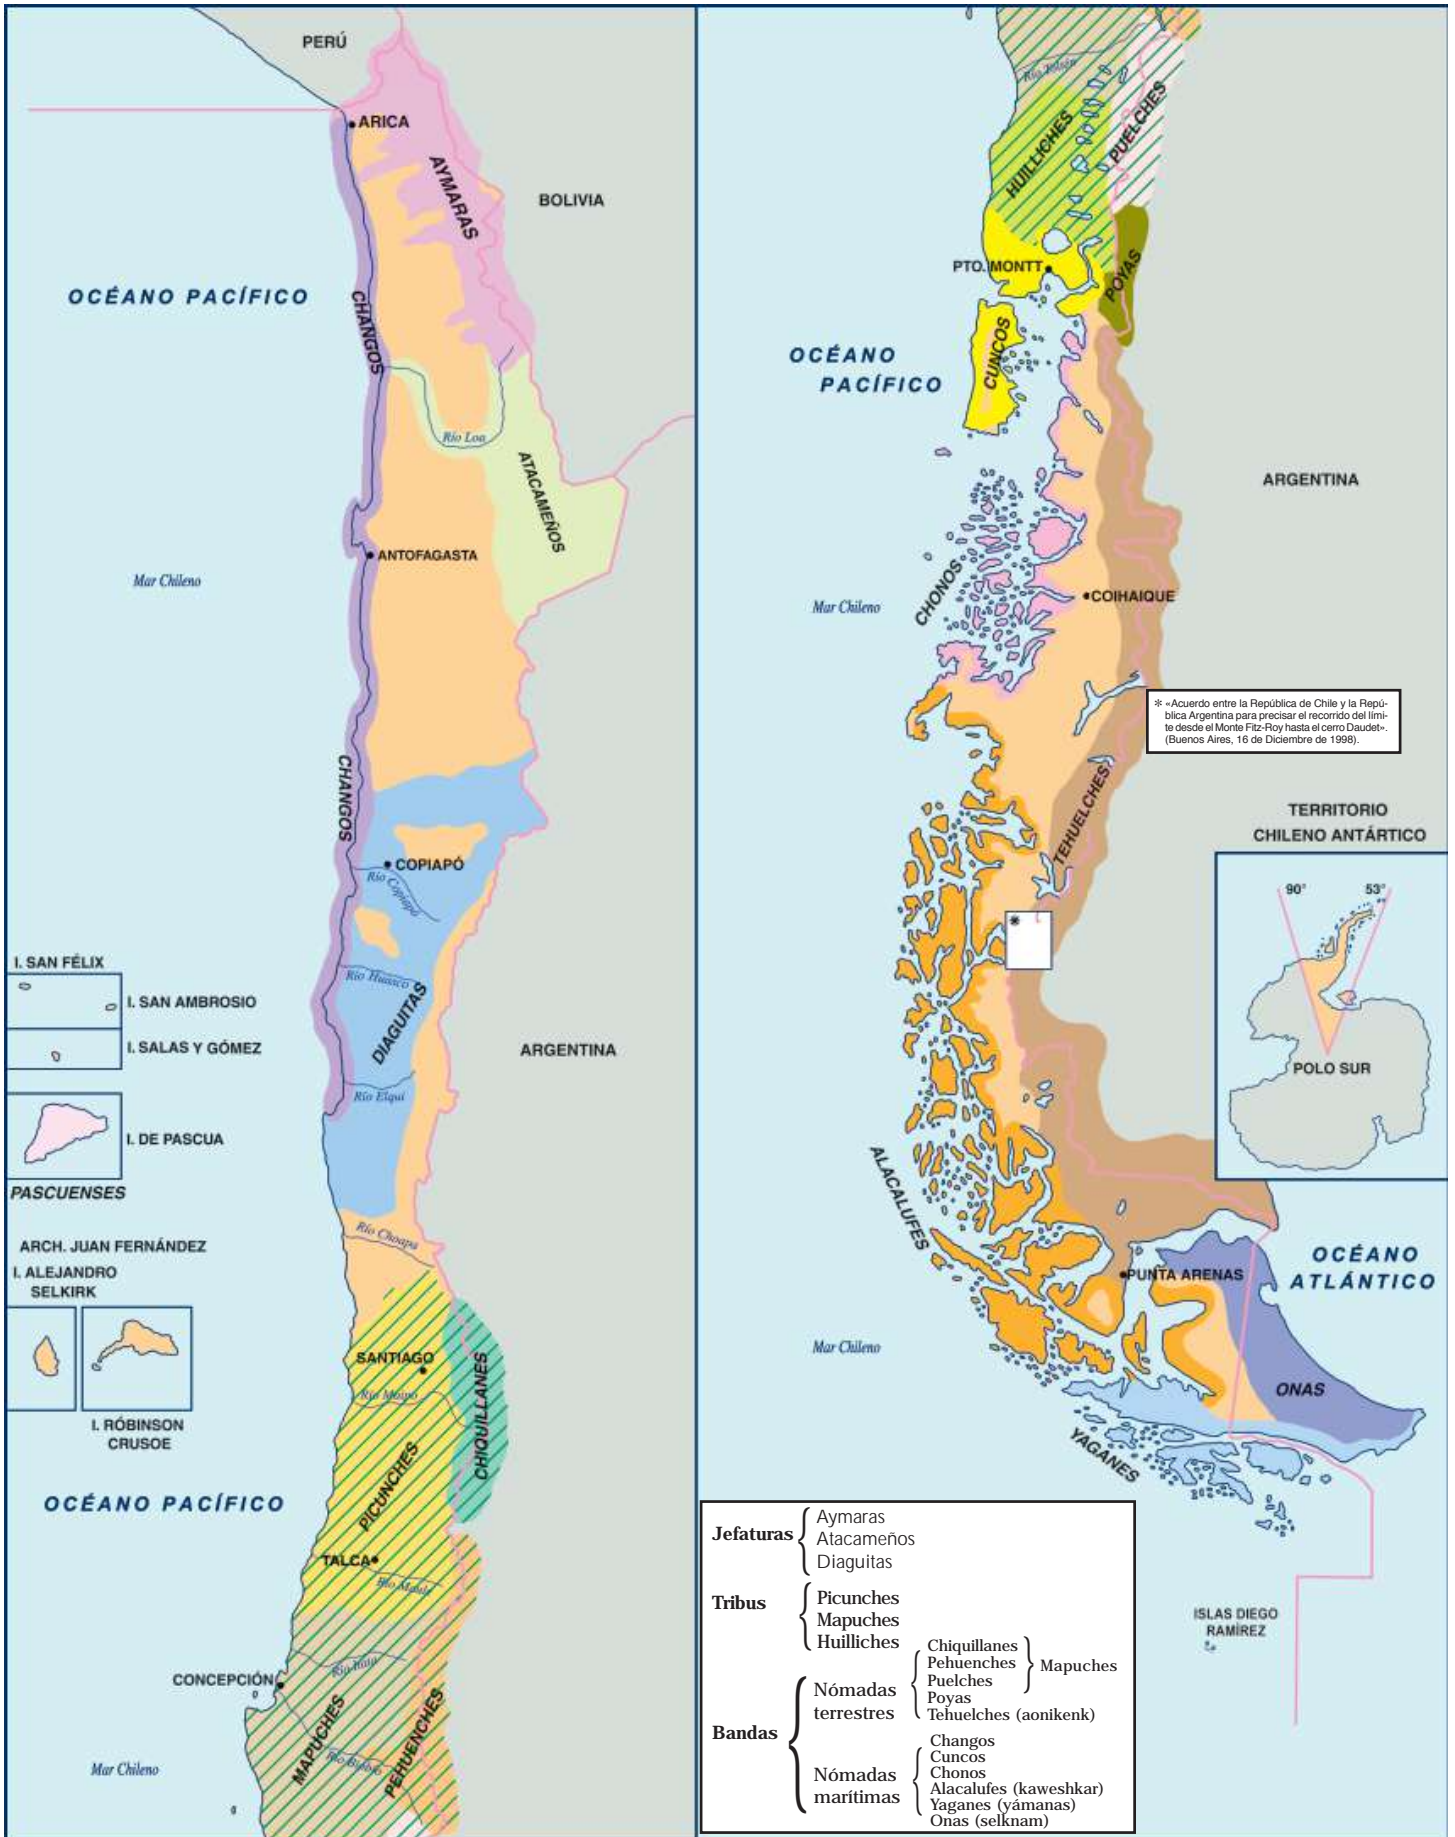 PERÚ
ARICA
AYMARAS
BOLIVIA
OCÉANO PACÍFICO
CHANGOS
Río Loa
ATACAMEÑOS
ANTOFAGASTA
Mar Chileno
CHANGOS
COPIAPÓ
Río Copiapó
I. SAN FÉLIX
I. SAN AMBROSIO
Río Huasco
DIAGUITAS
I. SALAS Y GÓMEZ
ARGENTINA
Río Elqui
I. DE PASCUA
PASCUENSES
Río Choapa
ARCH. JUAN FERNÁNDEZ
I. ALEJANDRO
SELKIRK
I. RÓBINSON
CRUSOE
SANTIAGO
Río Maipo
CHIQUILLANES
PICUNCHES
OCÉANO PACÍFICO
TALCA
Río Maule
CONCEPCIÓN
Río Itata
MAPUCHES
PEHUENCHES
Río Biobío
Mar Chileno
Río Toltén
HUILLICHES
PUELCHES
PTO. MONTT
POYAS
CUNCOS
OCÉANO
PACÍFICO
ARGENTINA
CHONOS
COIHAIQUE
Mar Chileno
* «Acuerdo entre la República de Chile y la Repú-
blica Argentina para precisar el recorrido del lími-
te desde el Monte Fitz-Roy hasta el cerro Daudet».
(Buenos Aires, 16 de Diciembre de 1998).
TEHUELCHES
*
TERRITORIO
CHILENO ANTÁRTICO
90° 53°
POLO SUR
ALACALUFES
PUNTA ARENAS
OCÉANO
ATLÁNTICO
Mar Chileno
ONAS
YAGANES
ISLAS DIEGO
RAMÍREZ
Jefaturas
Aymaras
Atacameños
Diaguitas
Tribus
Picunches
Mapuches
Huilliches
Bandas
Nómadas
terrestres
Chiquillanes
Pehuenches
Puelches
Mapuches
Poyas
Tehuelches (aonikenk)
Nómadas
marítimas
Changos
Cuncos
Chonos
Alacalufes (kaweshkar)
Yaganes (yámanas)
Onas (selknam)